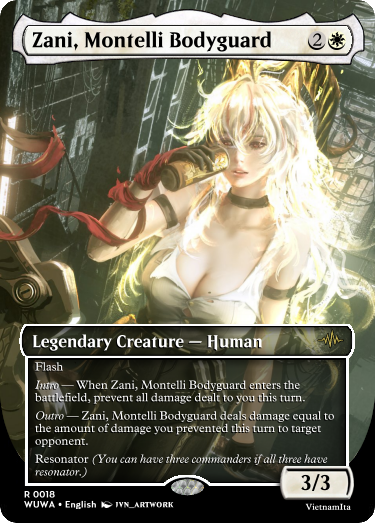 Zani, Montelli Bodyguard 2
Legendary Creature — Human
Flash
Intro — When Zani, Montelli Bodyguard enters the
battlefield, prevent all damage dealt to you this turn.
Outro — Zani, Montelli Bodyguard deals damage equal to
the amount of damage you prevented this turn to target
opponent.
Resonator (You can have three commanders if all three have
resonator.)
3/3
R 0018
WUWA • English JVN_ARTWORK
VietnamIta